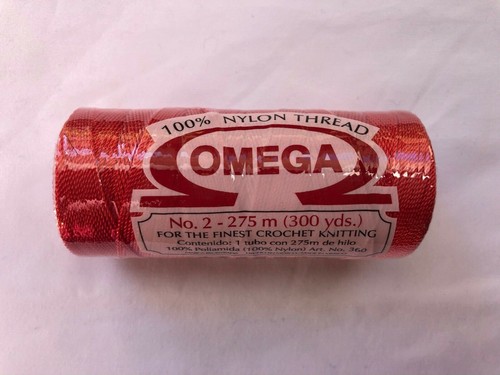 100% NYLON THREAD
OMEGA
No. 2 - 275 m (300 yds.)
FOR THE FINEST CROCHET KNITTING
Contenido: 1 tubo con 275m de hilo
100% Poliamida (100% Nylon) Art. No. 360